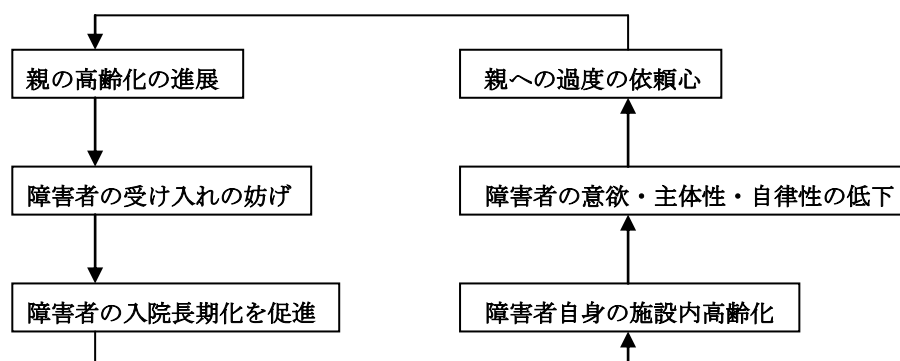 親の高齢化の進展
親への過度の依頼心
障害者の受け入れの妨げ
障害者の意欲・主体性・自律性の低下
障害者の入院長期化を促進
障害者自身の施設内高齢化